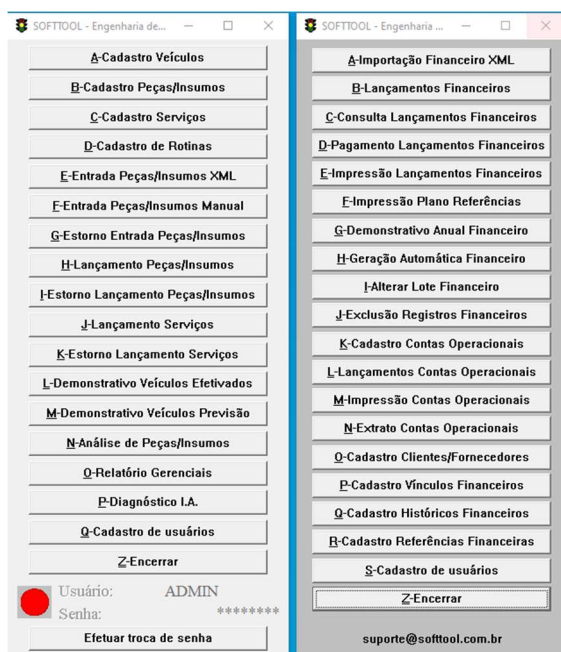 SOFTTOOL - Engenharia de...
A-Cadastro Veículos
B-Cadastro Peças/Insumos
C-Cadastro Serviços
D-Cadastro de Rotinas
E-Entrada Peças/Insumos XML
F-Entrada Peças/Insumos Manual
G-Estorno Entrada Peças/Insumos
H-Lançamento Peças/Insumos
I-Estorno Lançamento Peças/Insumos
J-Lançamento Serviços
K-Estorno Lançamento Serviços
L-Demonstrativo Veículos Efetivados
M-Demonstrativo Veículos Previsão
N-Análise de Peças/Insumos
O-Relatório Gerenciais
P-Diagnóstico I.A.
Q-Cadastro de usuários
Z-Encerrar
Usuário: ADMIN
Senha: ********
Efetuar troca de senha
SOFTTOOL - Engenharia ...
A-Importação Financeiro XML
B-Lançamentos Financeiros
C-Consulta Lançamentos Financeiros
D-Pagamento Lançamentos Financeiros
E-Impressão Lançamentos Financeiros
F-Impressão Plano Referências
G-Demonstrativo Anual Financeiro
H-Geração Automática Financeiro
I-Alterar Lote Financeiro
J-Exclusão Registros Financeiros
K-Cadastro Contas Operacionais
L-Lançamentos Contas Operacionais
M-Impressão Contas Operacionais
N-Extrato Contas Operacionais
O-Cadastro Clientes/Fornecedores
P-Cadastro Vínculos Financeiros
Q-Cadastro Históricos Financeiros
R-Cadastro Referências Financeiras
S-Cadastro de usuários
Z-Encerrar
suporte@softtool.com.br